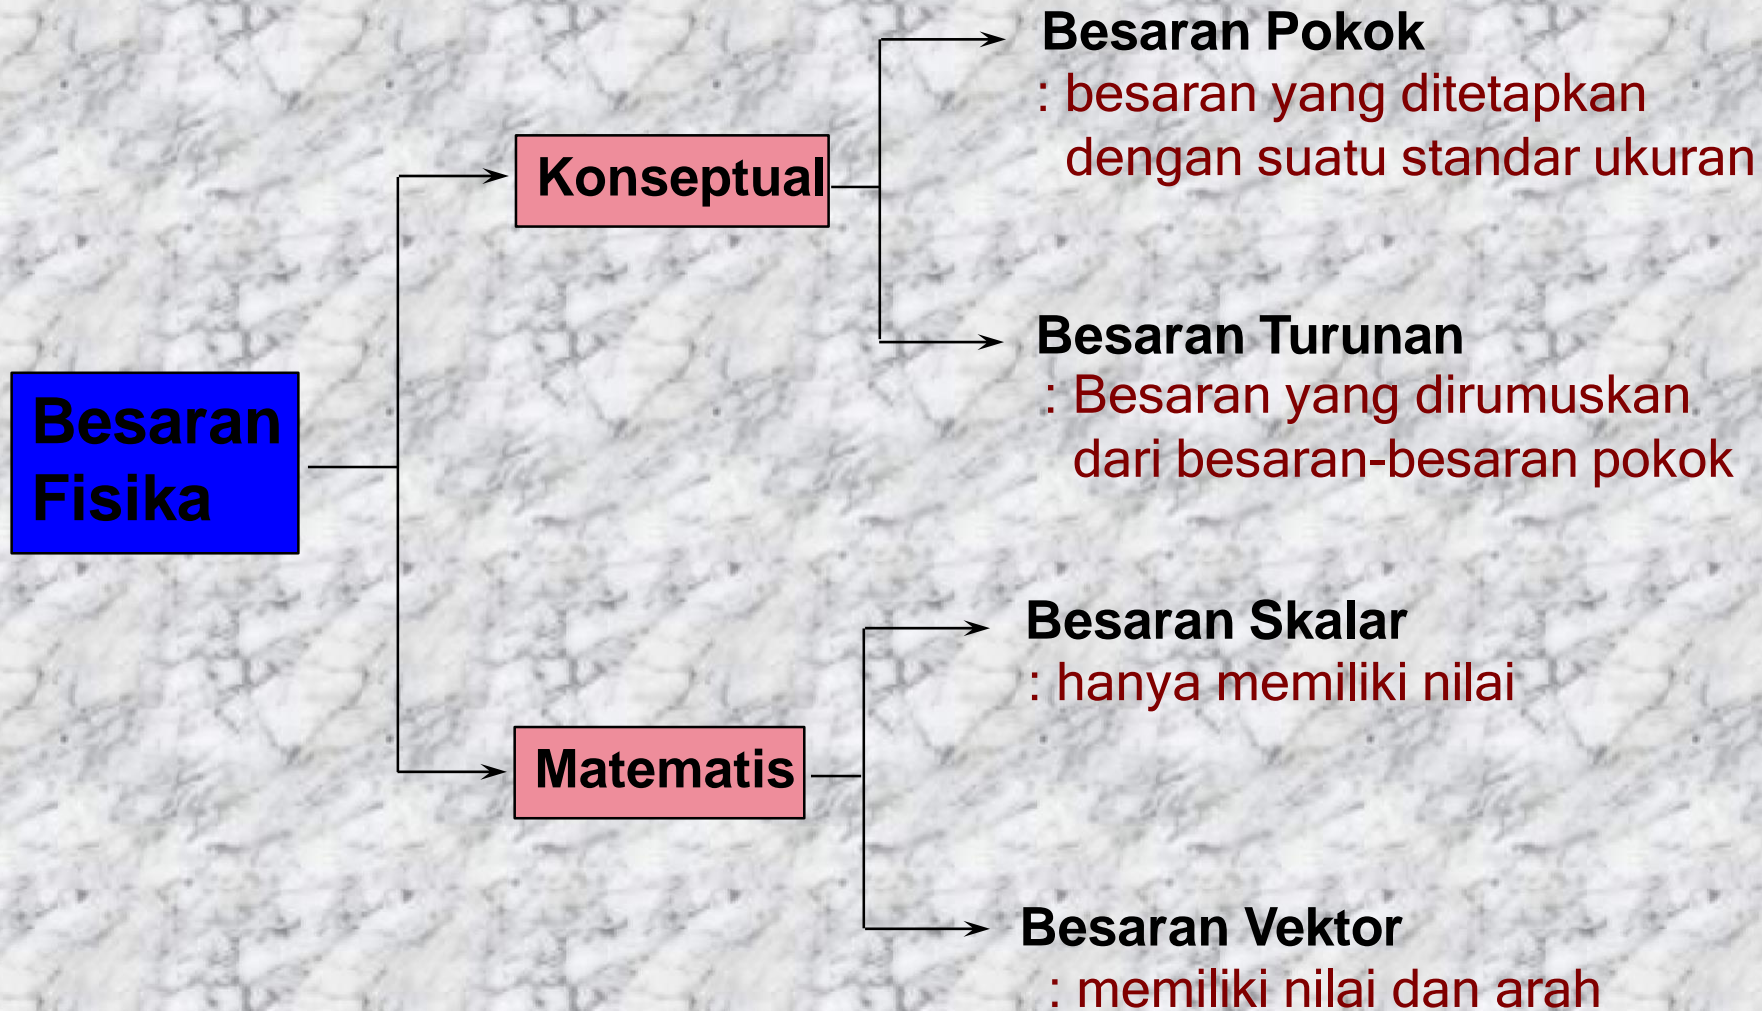 Besaran Pokok
: besaran yang ditetapkan
dengan suatu standar ukuran
Konseptual
Besaran Turunan
: Besaran yang dirumuskan
dari besaran-besaran pokok
Besaran
Fisika
Besaran Skalar
: hanya memiliki nilai
Matematis
Besaran Vektor
: memiliki nilai dan arah